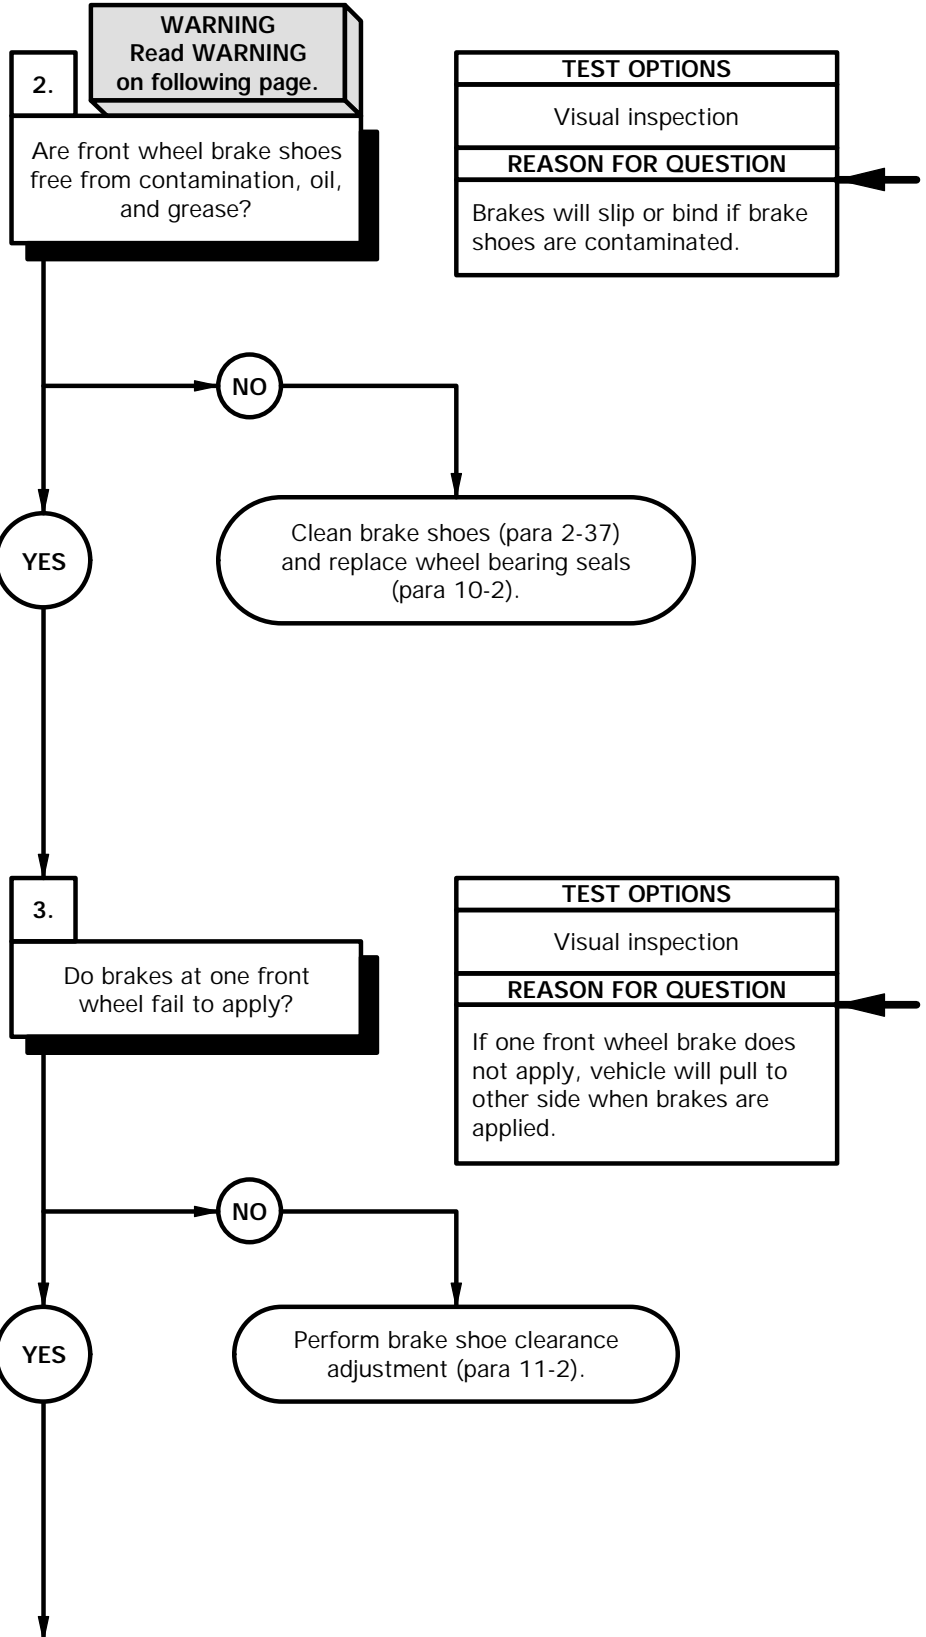 WARNING
Read WARNING
on following page.
2.
Are front wheel brake shoes
free from contamination, oil,
and grease?
TEST OPTIONS
Visual inspection
REASON FOR QUESTION
Brakes will slip or bind if brake
shoes are contaminated.
NO
YES
Clean brake shoes (para 2-37)
and replace wheel bearing seals
(para 10-2).
3.
Do brakes at one front
wheel fail to apply?
TEST OPTIONS
Visual inspection
REASON FOR QUESTION
If one front wheel brake does
not apply, vehicle will pull to
other side when brakes are
applied.
NO
YES
Perform brake shoe clearance
adjustment (para 11-2).